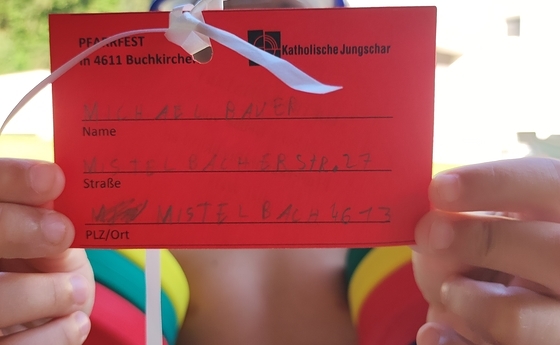 PFARRFEST
in 4611 Buchkirchen
Katholische Jungschar
MICHAEL BAUER
Name
MISTELBACHERSTR.27
Straße
MISTELBACH 4613
PLZ/Ort